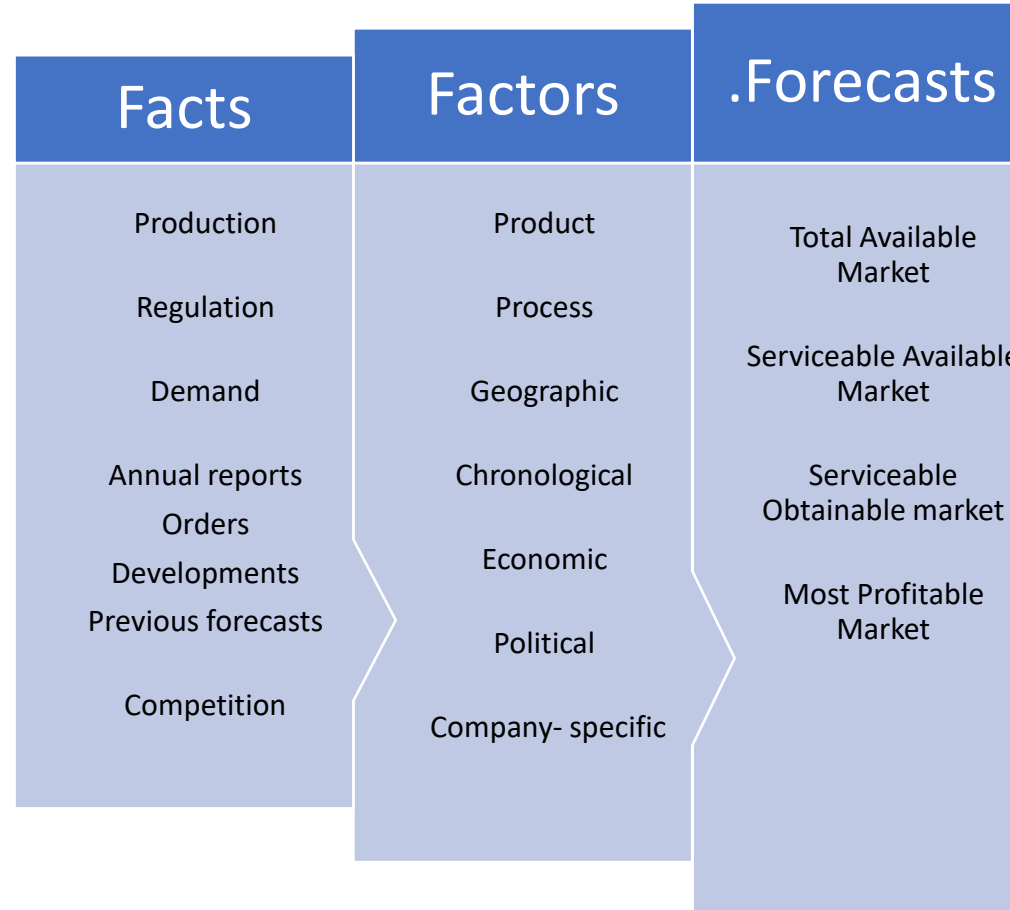 Facts
Production
Regulation
Demand
Annual reports
Orders
Developments
Previous forecasts
Competition
Factors
Product
Process
Geographic
Chronological
Economic
Political
Company- specific
.Forecasts
Total Available
Market
Serviceable Available
Market
Serviceable
Obtainable market
Most Profitable
Market